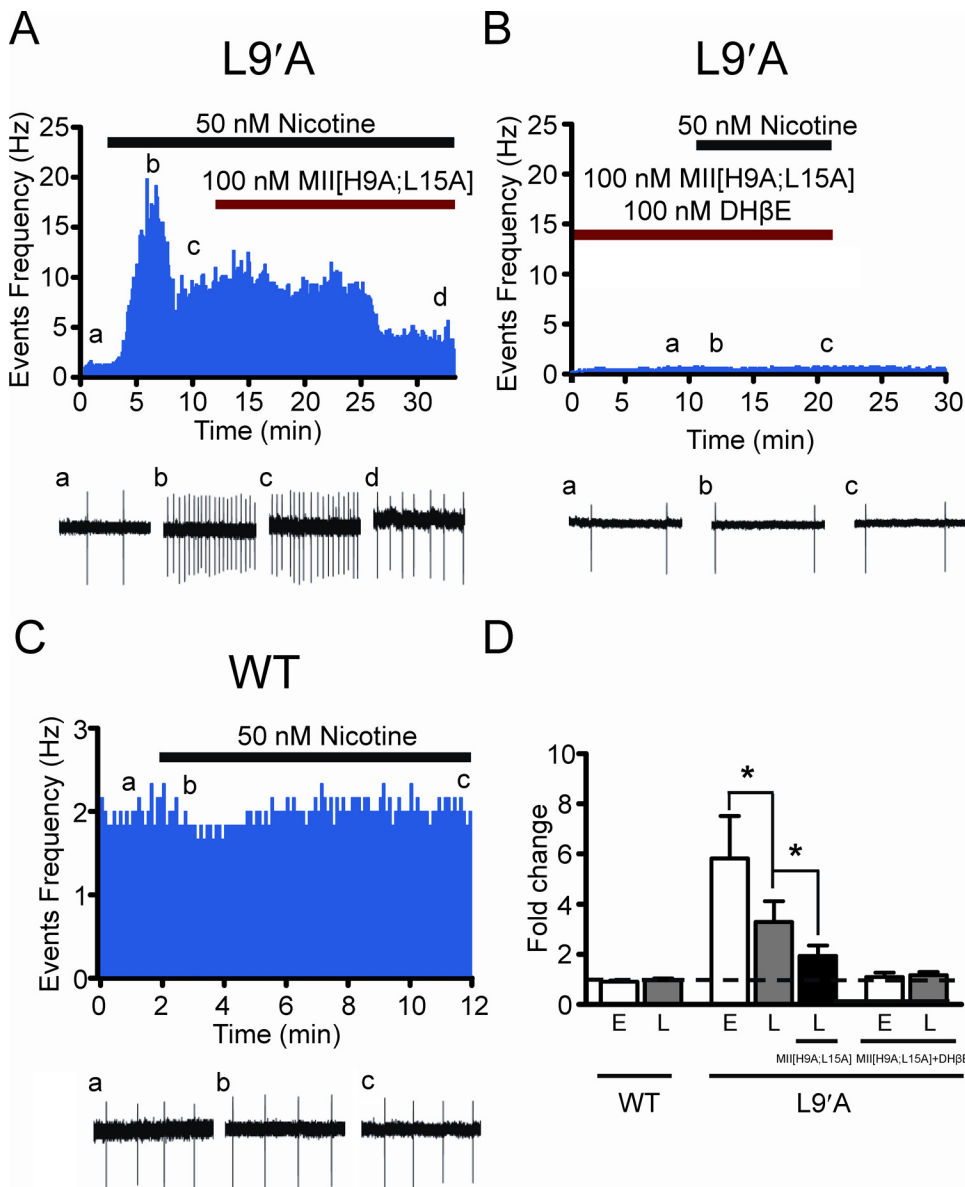 A
L9′A
50 nM Nicotine
100 nM MII[H9A;L15A]
Events Frequency (Hz)
25
20
15
10
5
0
a
b
c
d
0 5 10 15 20 25 30
Time (min)
a b c d
B
L9′A
50 nM Nicotine
100 nM MII[H9A;L15A]
100 nM DHβE
Events Frequency (Hz)
25
20
15
10
5
0
a b c
0 5 10 15 20 25 30
Time (min)
a b c
C
WT
50 nM Nicotine
Events Frequency (Hz)
3
2
1
0
a b c
0 2 4 6 8 10 12
Time (min)
a b c
D
Fold change
10
8
6
4
2
0
*
*
E L E L L E L
MII[H9A;L15A] MII[H9A;L15A]+DHβE
WT L9′A